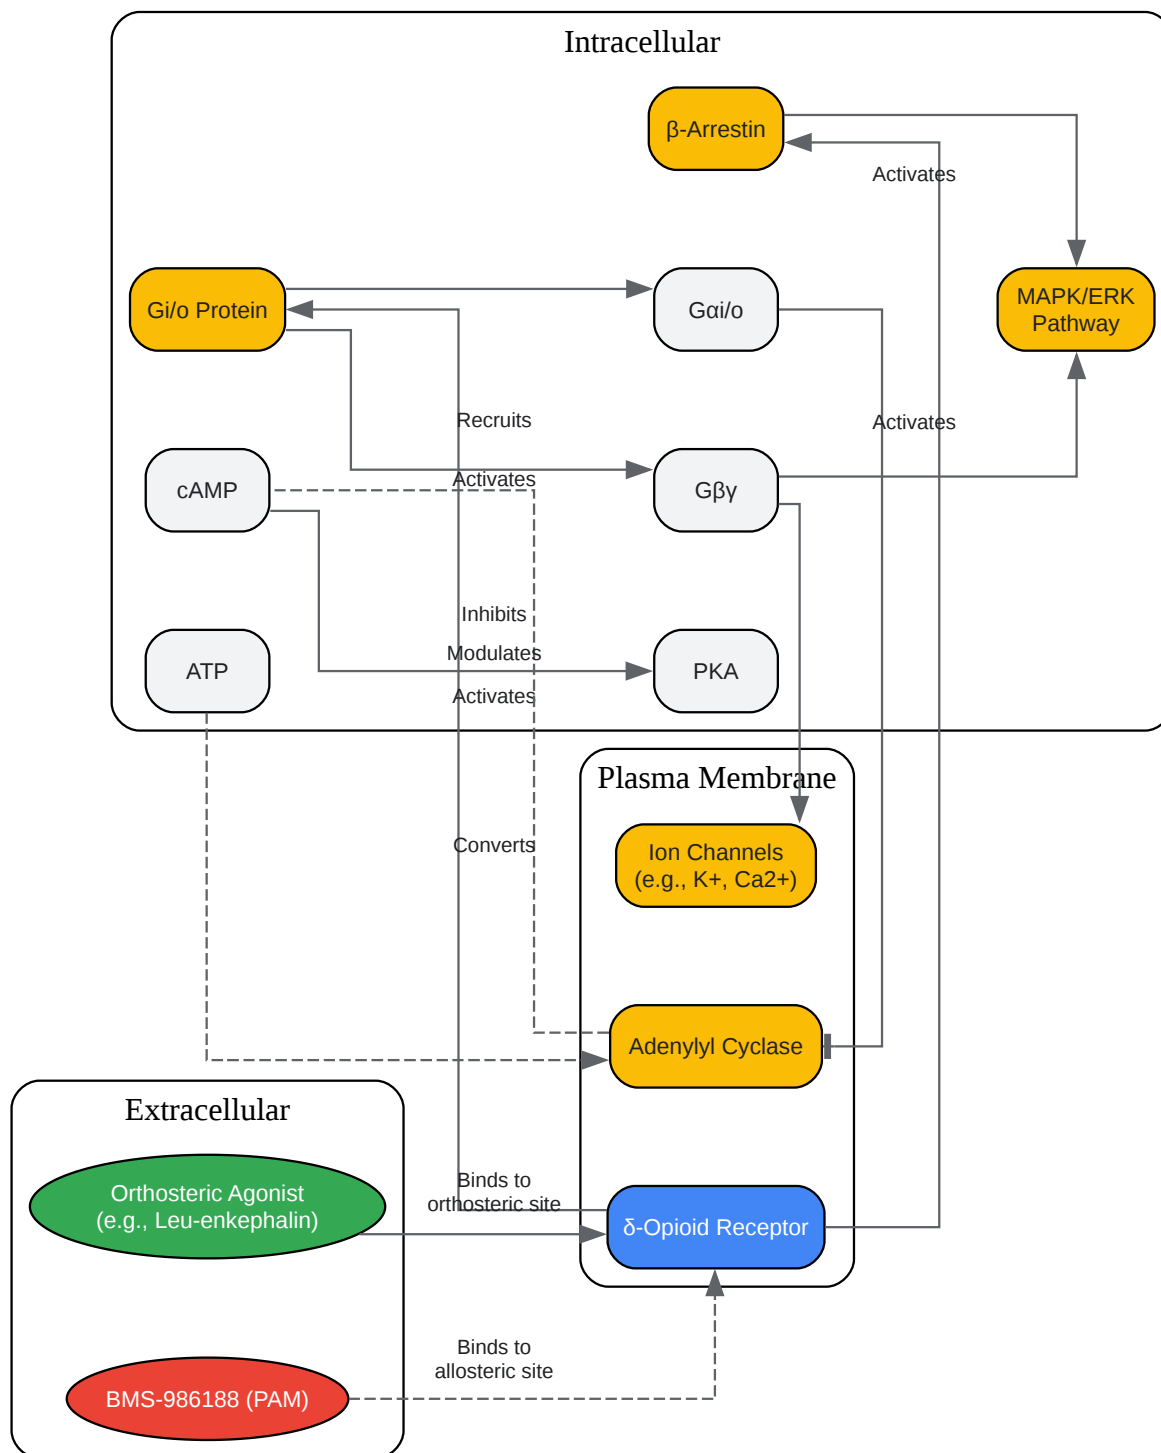 Intracellular
β-Arrestin
Activates
Gi/o Protein
Gαi/o
MAPK/ERK
Pathway
Recruits
Activates
cAMP
Activates
Gβγ
Inhibits
Modulates
ATP
PKA
Activates
Plasma Membrane
Converts
Ion Channels
(e.g., K+, Ca2+)
Adenylyl Cyclase
Extracellular
Orthosteric Agonist
(e.g., Leu-enkephalin)
Binds to
orthosteric site
δ-Opioid Receptor
Binds to
allosteric site
BMS-986188 (PAM)